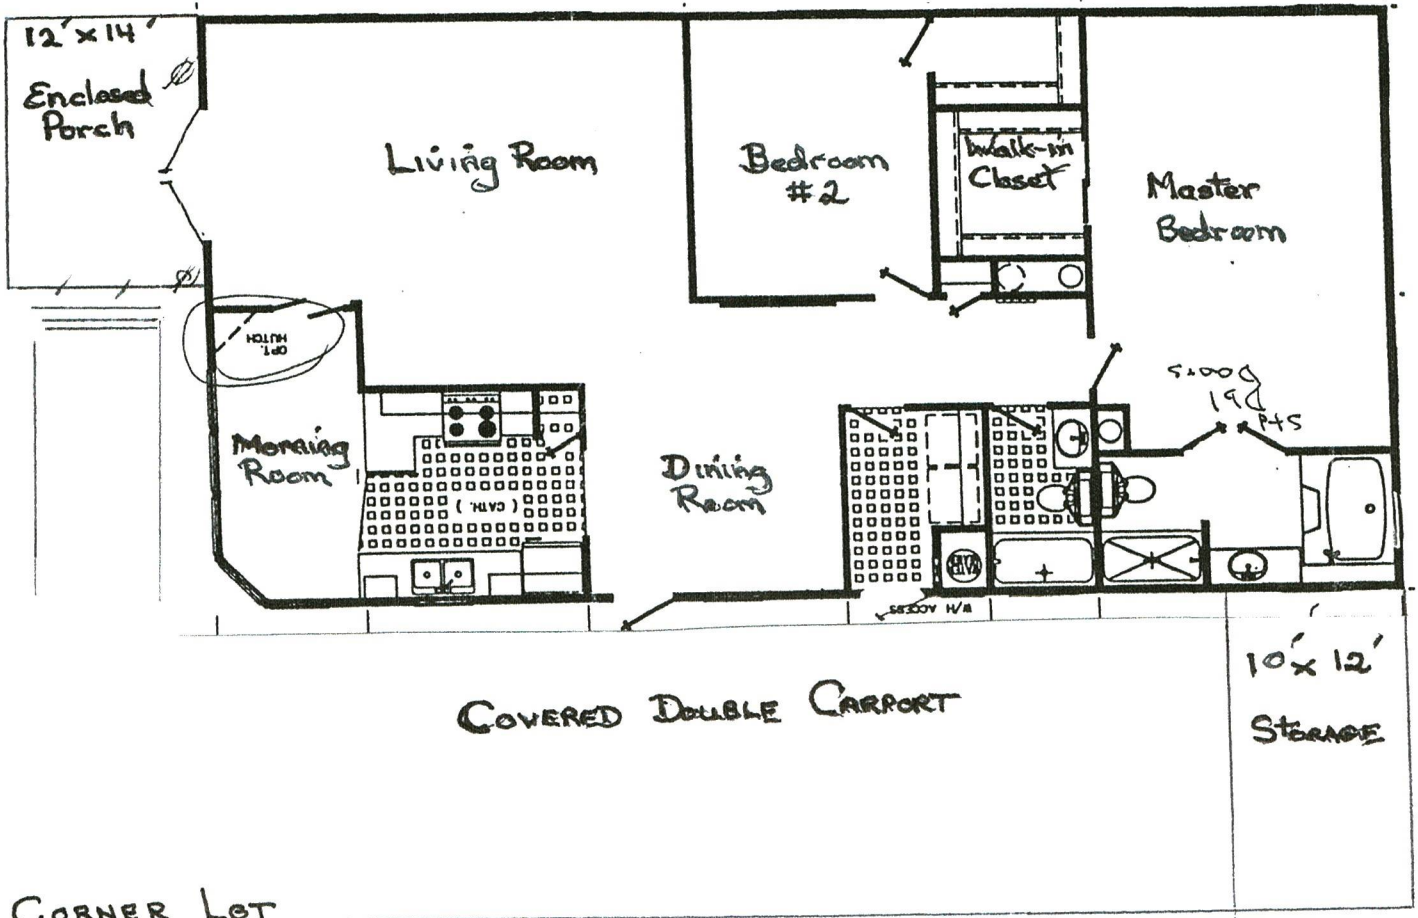 12' x 14'
Enclosed
Porch
Living Room
Bedroom
#2
Walk-in
Closet
Master
Bedroom
OPT.
HUTCH
Morning
Room
( CATH. )
Dining
Room
W/H ACCESS
COVERED DOUBLE CARPORT
10' x 12'
STORAGE
CORNER LOT